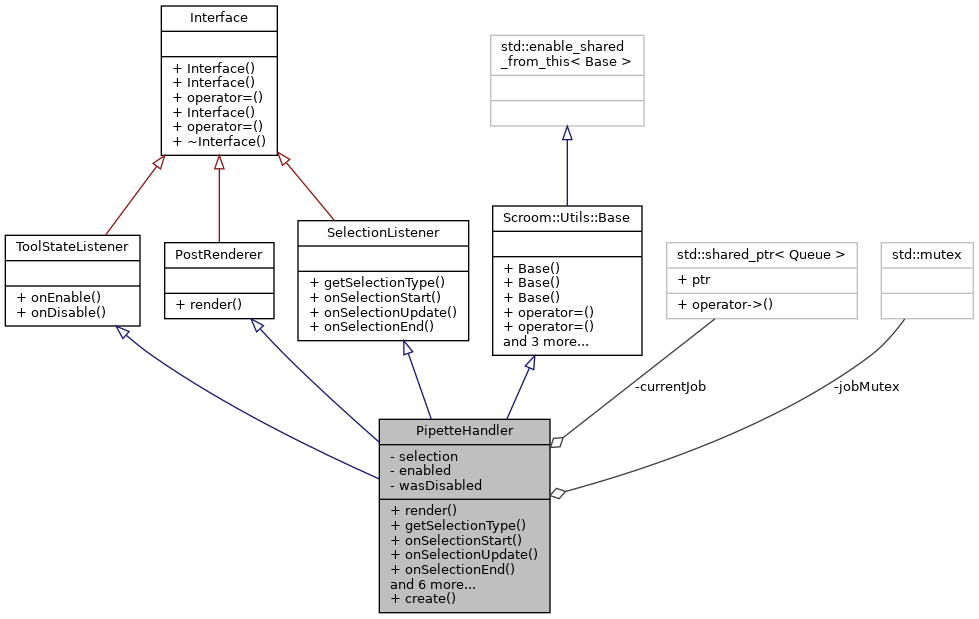 Interface
+ Interface()
+ Interface()
+ operator=()
+ Interface()
+ operator=()
+ ~Interface()
std::enable_shared
_from_this< Base >
ToolStateListener
+ onEnable()
+ onDisable()
PostRenderer
+ render()
SelectionListener
+ getSelectionType()
+ onSelectionStart()
+ onSelectionUpdate()
+ onSelectionEnd()
Scroom::Utils::Base
+ Base()
+ Base()
+ Base()
+ operator=()
+ operator=()
and 3 more...
std::shared_ptr< Queue >
+ ptr
+ operator->()
std::mutex
-currentJob
-jobMutex
PipetteHandler
- selection
- enabled
- wasDisabled
+ render()
+ getSelectionType()
+ onSelectionStart()
+ onSelectionUpdate()
+ onSelectionEnd()
and 6 more...
+ create()